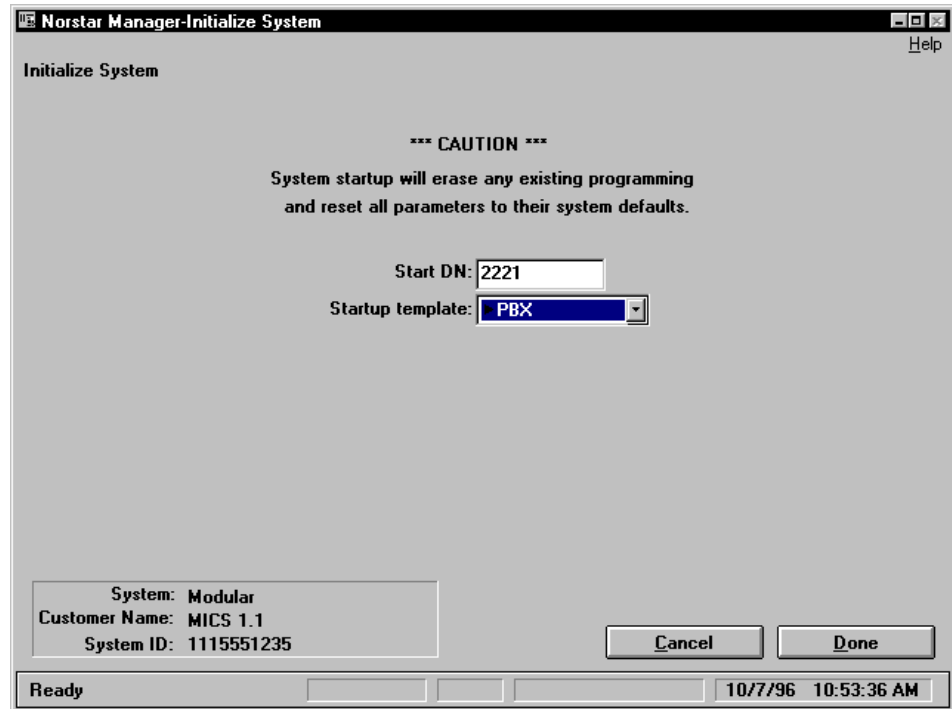 Norstar Manager-Initialize System
Help
Initialize System
*** CAUTION ***
System startup will erase any existing programming
and reset all parameters to their system defaults.
Start DN: 2221
Startup template: PBX
System: Modular
Customer Name: MICS 1.1
System ID: 1115551235
Cancel Done
Ready 10/7/96 10:53:36 AM